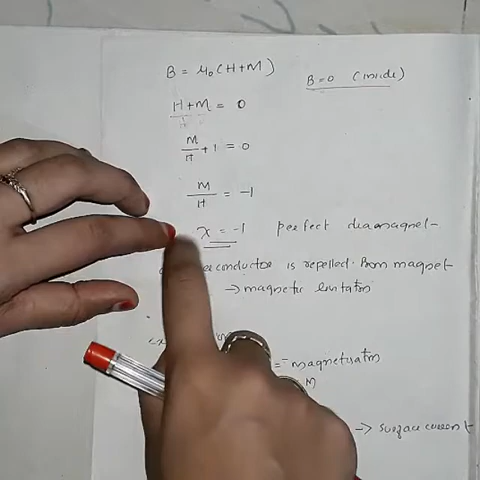 B = μ₀(H+M)
B=0 (inside)
H+M = 0
M/H + 1 = 0
M/H = -1
χ = -1 perfect diamagnet-
is repelled from magnet-
→ magnetic levitation
= -magnetisation
M
→ surface current